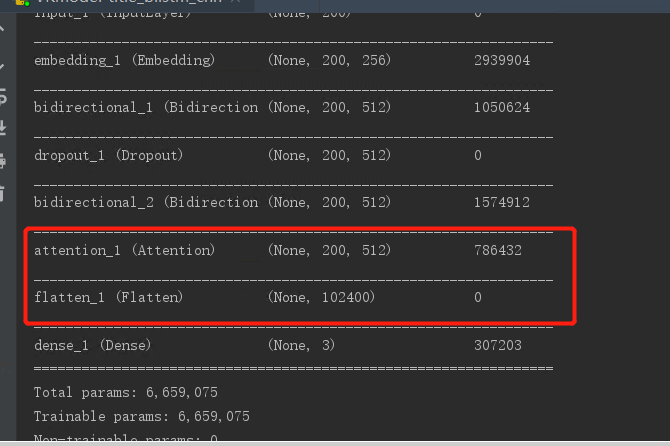 input_1 (InputLayer) (None, 200) 0
embedding_1 (Embedding) (None, 200, 256) 2939904
bidirectional_1 (Bidirection (None, 200, 512) 1050624
dropout_1 (Dropout) (None, 200, 512) 0
bidirectional_2 (Bidirection (None, 200, 512) 1574912
attention_1 (Attention) (None, 200, 512) 786432
flatten_1 (Flatten) (None, 102400) 0
dense_1 (Dense) (None, 3) 307203
Total params: 6,659,075
Trainable params: 6,659,075
Non-trainable params: 0